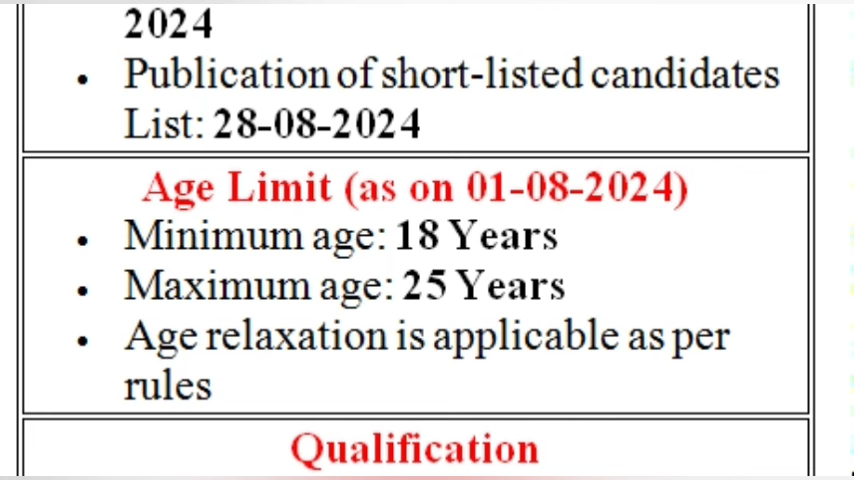 2024
• Publication of short-listed candidates
List: 28-08-2024
Age Limit (as on 01-08-2024)
• Minimum age: 18 Years
• Maximum age: 25 Years
• Age relaxation is applicable as per
rules
Qualification